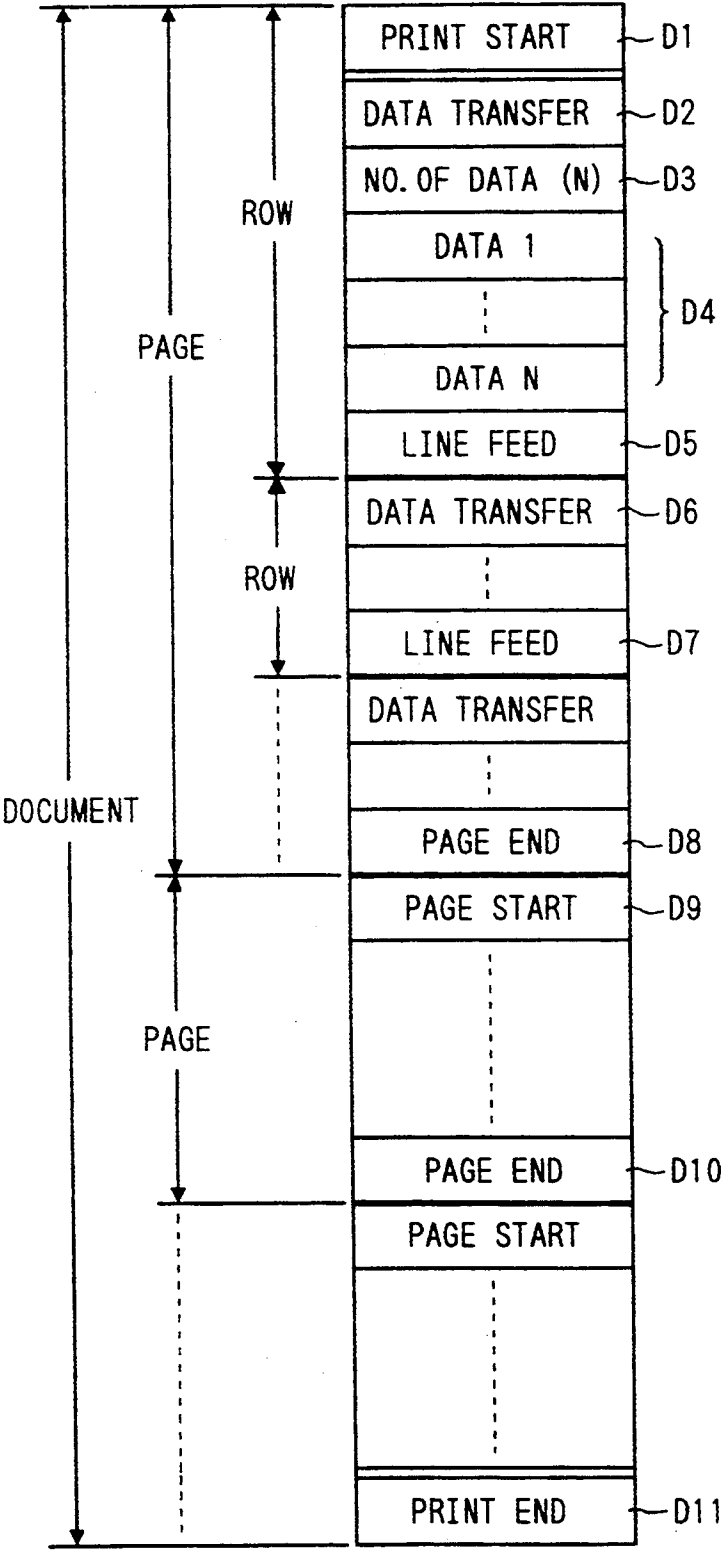 PRINT START D1
DATA TRANSFER D2
NO. OF DATA (N) D3
ROW
DATA 1
D4
PAGE
DATA N
LINE FEED D5
DATA TRANSFER D6
ROW
LINE FEED D7
DATA TRANSFER
DOCUMENT
PAGE END D8
PAGE START D9
PAGE
PAGE END D10
PAGE START
PRINT END D11